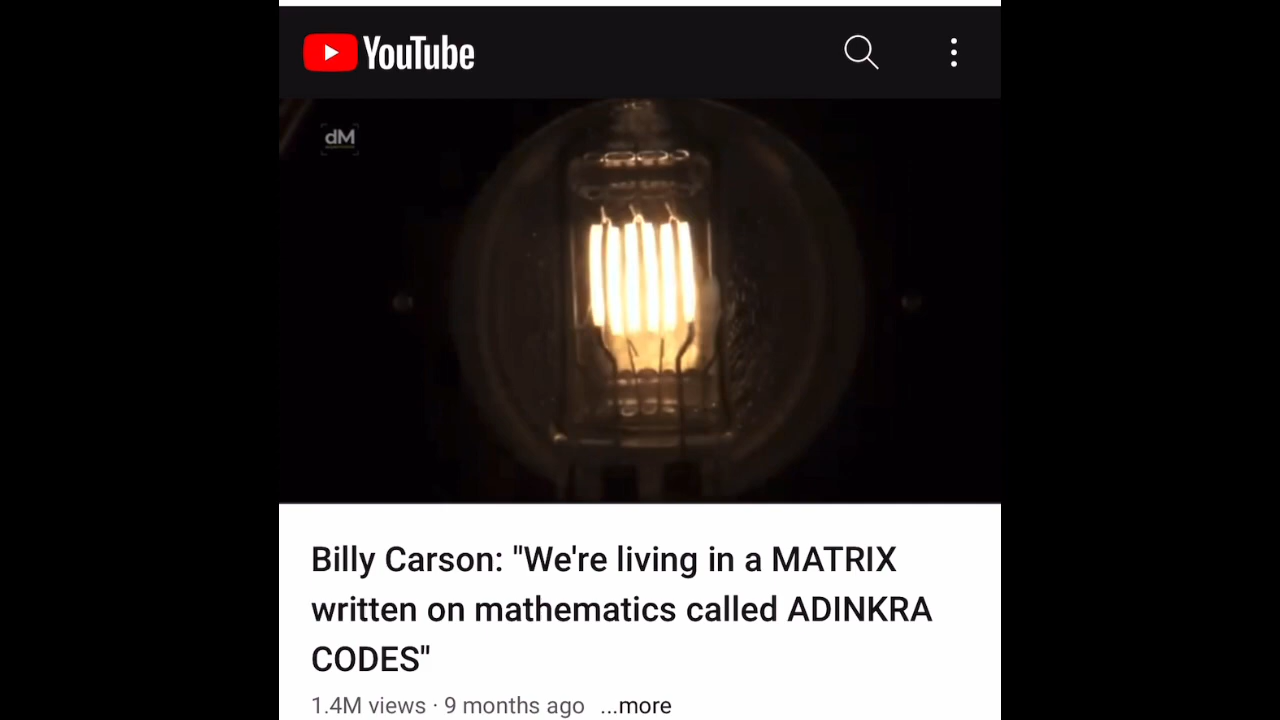 YouTube
dM
Billy Carson: "We're living in a MATRIX
written on mathematics called ADINKRA
CODES"
1.4M views · 9 months ago ...more